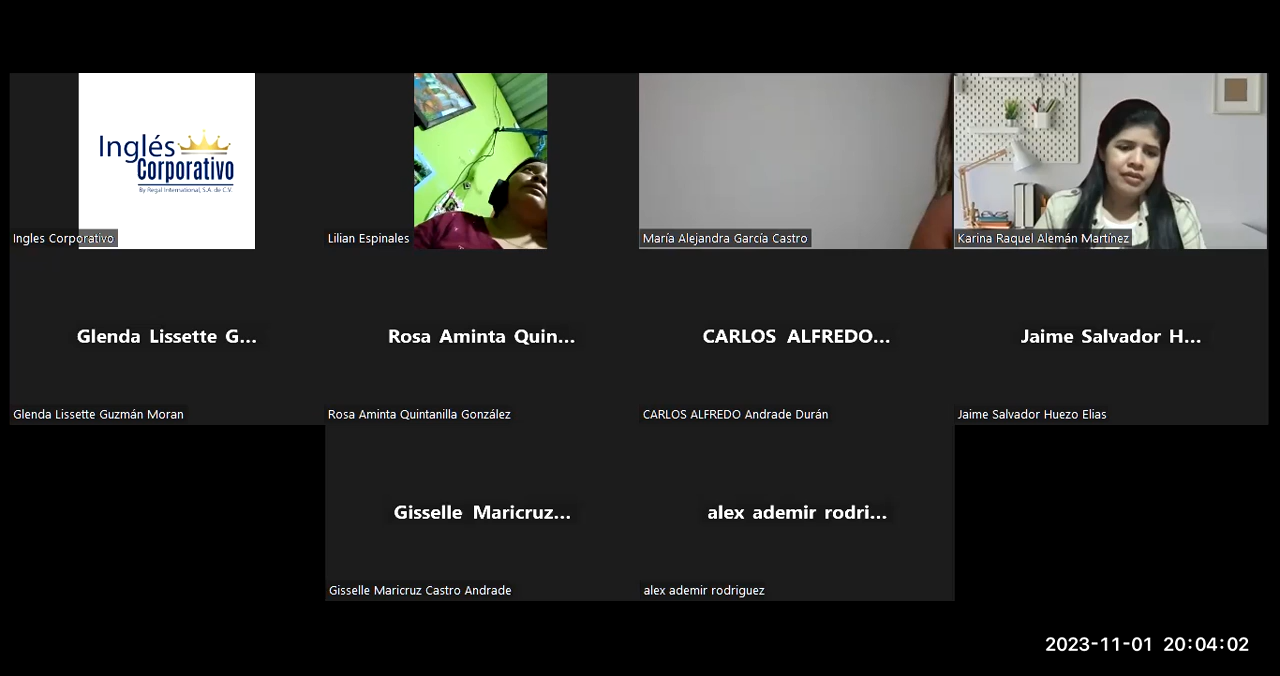 Inglés
Corporativo
By Regal International, S.A. de C.V.
Ingles Corporativo
Lilian Espinales
María Alejandra García Castro
Karina Raquel Alemán Martínez
Glenda Lissette G...
Rosa Aminta Quin...
CARLOS ALFREDO...
Jaime Salvador H...
Glenda Lissette Guzmán Moran
Rosa Aminta Quintanilla González
CARLOS ALFREDO Andrade Durán
Jaime Salvador Huezo Elias
Gisselle Maricruz...
alex ademir rodri...
Gisselle Maricruz Castro Andrade
alex ademir rodriguez
2023-11-01 20:04:02